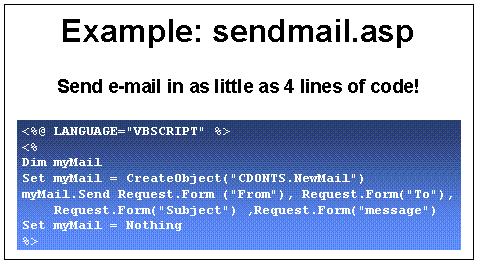 Example: sendmail.asp
Send e-mail in as little as 4 lines of code!
<%@ LANGUAGE="VBSCRIPT" %>
<%
Dim myMail
Set myMail = CreateObject("CDONTS.NewMail")
myMail.Send Request.Form ("From"), Request.Form("To"),
Request.Form("Subject") ,Request.Form("message")
Set myMail = Nothing
%>